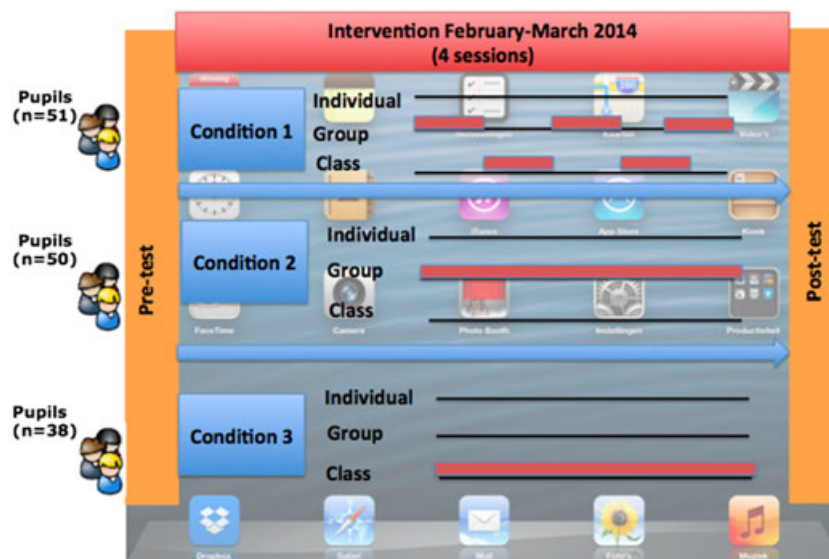 Intervention February-March 2014
(4 sessions)
Pupils
(n=51)
Condition 1
Individual
Group
Class
Video's
Pre-test
Post-test
iTunes
App Store
Kiosk
Pupils
(n=50)
Condition 2
Individual
Group
Class
FaceTime
Camera
Photo Booth
Instellingen
Productiviteit
Pupils
(n=38)
Condition 3
Individual
Group
Class
Dropbox
Safari
Mail
Foto's
Muziek